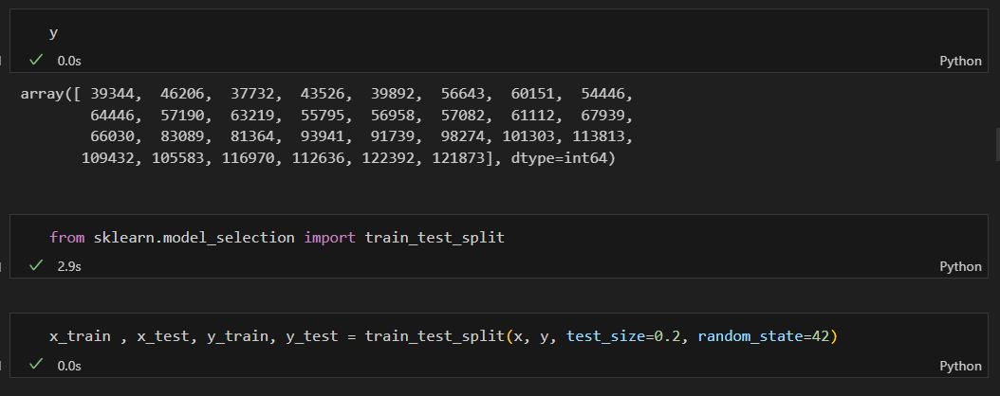 y
0.0s
Python
array([ 39344,  46206,  37732,  43526,  39892,  56643,  60151,  54446,
        64446,  57190,  63219,  55795,  56958,  57082,  61112,  67939,
        66030,  83089,  81364,  93941,  91739,  98274, 101303, 113813,
       109432, 105583, 116970, 112636, 122392, 121873], dtype=int64)
from sklearn.model_selection import train_test_split
2.9s
Python
x_train , x_test, y_train, y_test = train_test_split(x, y, test_size=0.2, random_state=42)
0.0s
Python